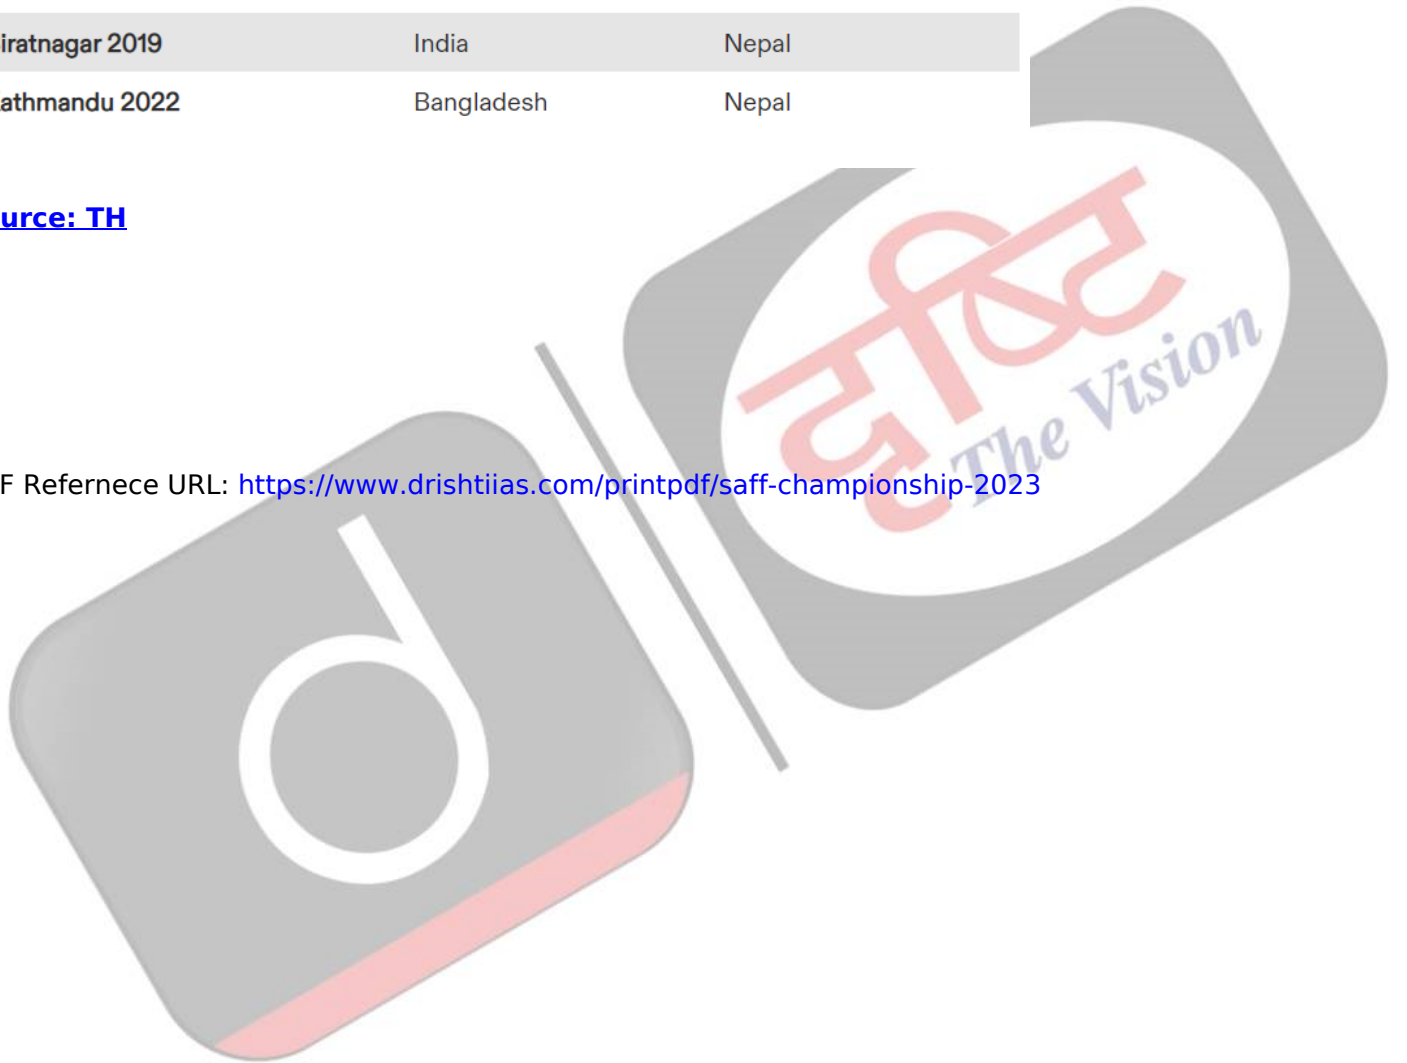 iratnagar 2019 India Nepal
athmandu 2022 Bangladesh Nepal
urce: TH
दृष्टि
The Vision
d
F Refernece URL: https://www.drishtiias.com/printpdf/saff-championship-2023